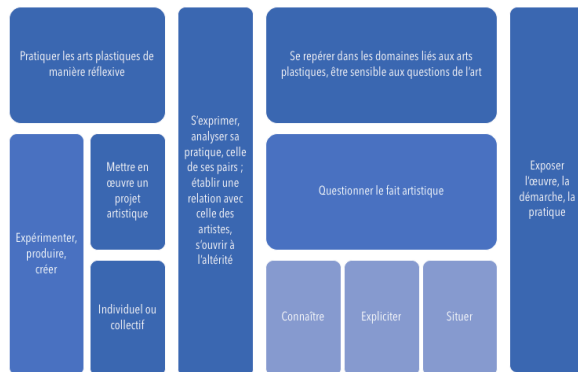 Pratiquer les arts plastiques de
manière réflexive
Expérimenter,
produire,
créer
Mettre en
œuvre un
projet
artistique
Individuel ou
collectif
S'exprimer,
analyser sa
pratique, celle
de ses pairs ;
établir une
relation avec
celle des
artistes,
s'ouvrir à
l'altérité
Se repérer dans les domaines liés aux arts
plastiques, être sensible aux questions de l'art
Questionner le fait artistique
Connaître
Expliciter
Situer
Exposer
l'œuvre, la
démarche, la
pratique